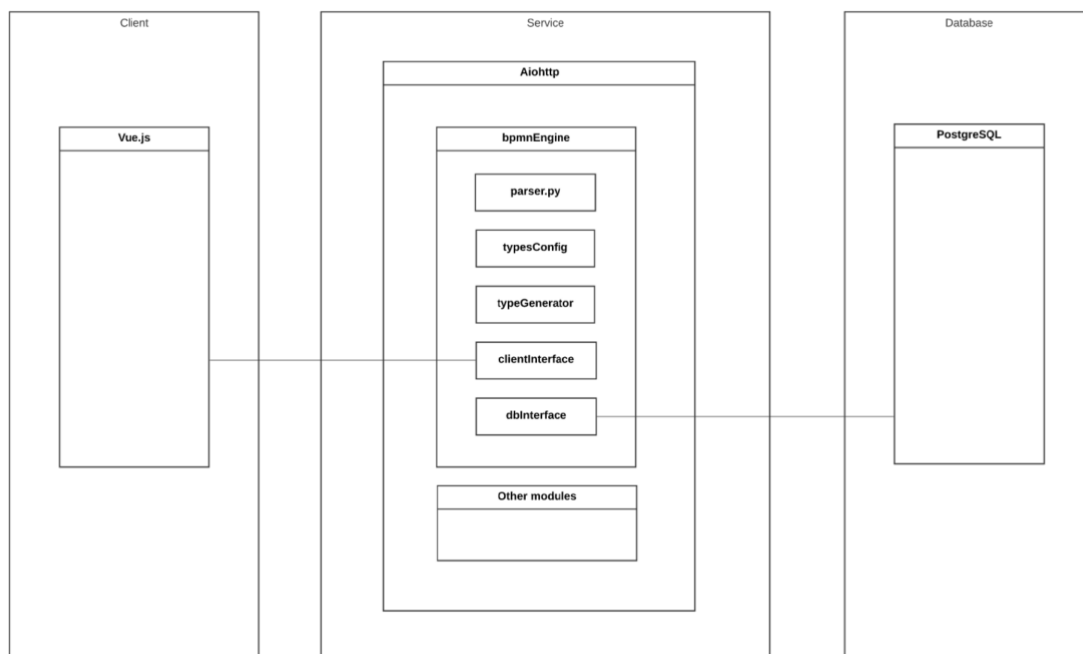 Client
Service
Database
Aiohttp
Vue.js
bpmnEngine
PostgreSQL
parser.py
typesConfig
typeGenerator
clientInterface
dbInterface
Other modules